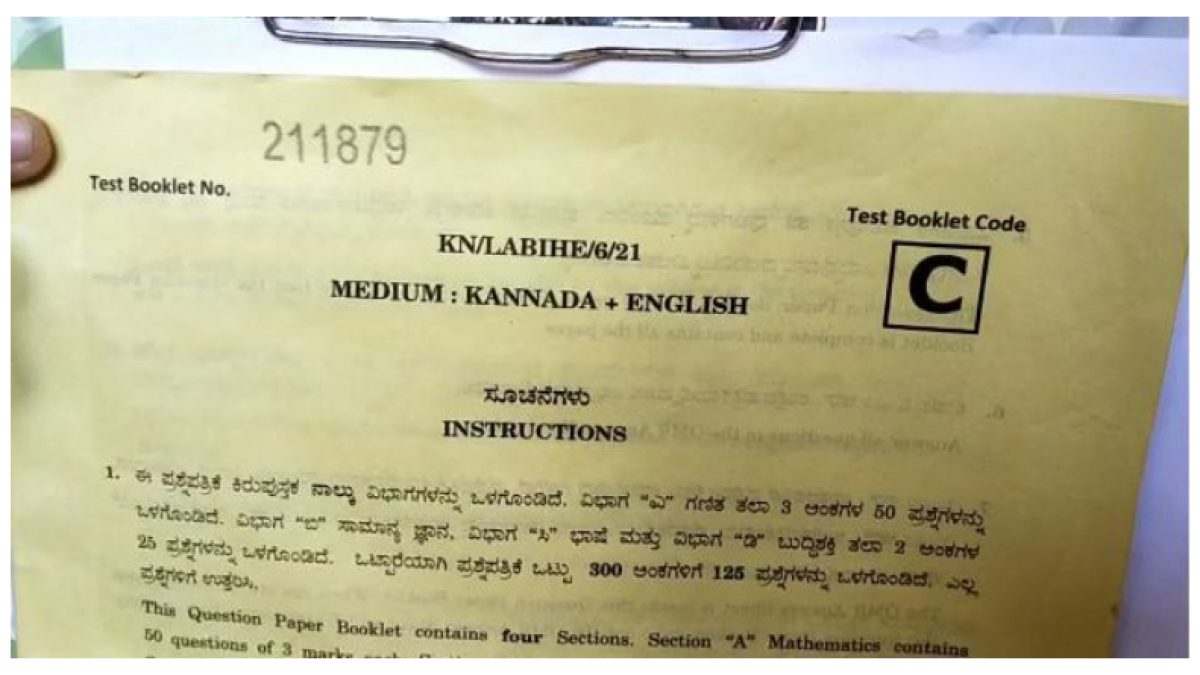 211879
Test Booklet No.
Test Booklet Code
KN/LABIHE/6/21
C
MEDIUM : KANNADA + ENGLISH
ಸೂಚನೆಗಳು
INSTRUCTIONS
1. ಈ ಪ್ರಶ್ನೆಪತ್ರಿಕೆ ಕಿರುಪುಸ್ತಕ ನಾಲ್ಕು ವಿಭಾಗಗಳನ್ನು ಒಳಗೊಂಡಿದೆ. ವಿಭಾಗ “ಎ” ಗಣಿತ ತಲಾ 3 ಅಂಕಗಳ 50 ಪ್ರಶ್ನೆಗಳನ್ನು
ಒಳಗೊಂಡಿದೆ. ವಿಭಾಗ “ಬಿ” ಸಾಮಾನ್ಯ ಜ್ಞಾನ, ವಿಭಾಗ “ಸಿ” ಭಾಷೆ ಮತ್ತು ವಿಭಾಗ “ಡಿ” ಬುದ್ಧಿಶಕ್ತಿ ತಲಾ 2 ಅಂಕಗಳ
25 ಪ್ರಶ್ನೆಗಳನ್ನು ಒಳಗೊಂಡಿದೆ. ಒಟ್ಟಾರೆಯಾಗಿ ಪ್ರಶ್ನೆಪತ್ರಿಕೆ ಒಟ್ಟು 300 ಅಂಕಗಳಿಗೆ 125 ಪ್ರಶ್ನೆಗಳನ್ನು ಒಳಗೊಂಡಿದೆ. ಎಲ್ಲ
ಪ್ರಶ್ನೆಗಳಿಗೆ ಉತ್ತರಿಸಿ.
This Question Paper Booklet contains four Sections. Section "A" Mathematics contains
50 questions of 3 marks